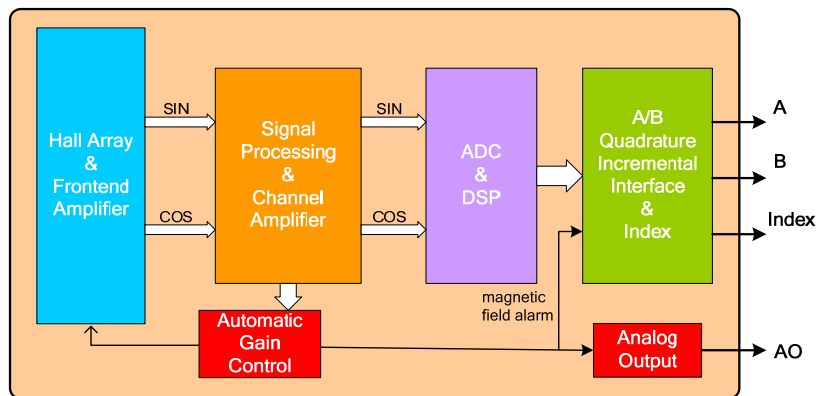 Hall Array
&
Frontend
Amplifier
SIN
COS
Signal
Processing
&
Channel
Amplifier
SIN
COS
ADC
&
DSP
A/B
Quadrature
Incremental
Interface
&
Index
A
B
Index
magnetic
field alarm
Automatic
Gain
Control
Analog
Output
AO